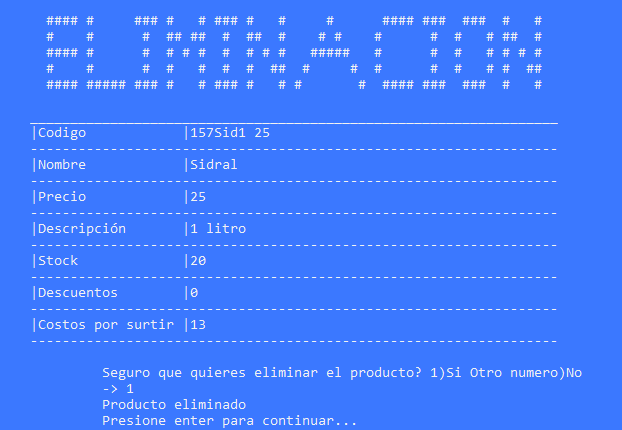 ELIMINACION
|Codigo |157Sid1 25
|Nombre |Sidral
|Precio |25
|Descripción |1 litro
|Stock |20
|Descuentos |0
|Costos por surtir |13
Seguro que quieres eliminar el producto? 1)Si Otro numero)No
-> 1
Producto eliminado
Presione enter para continuar...